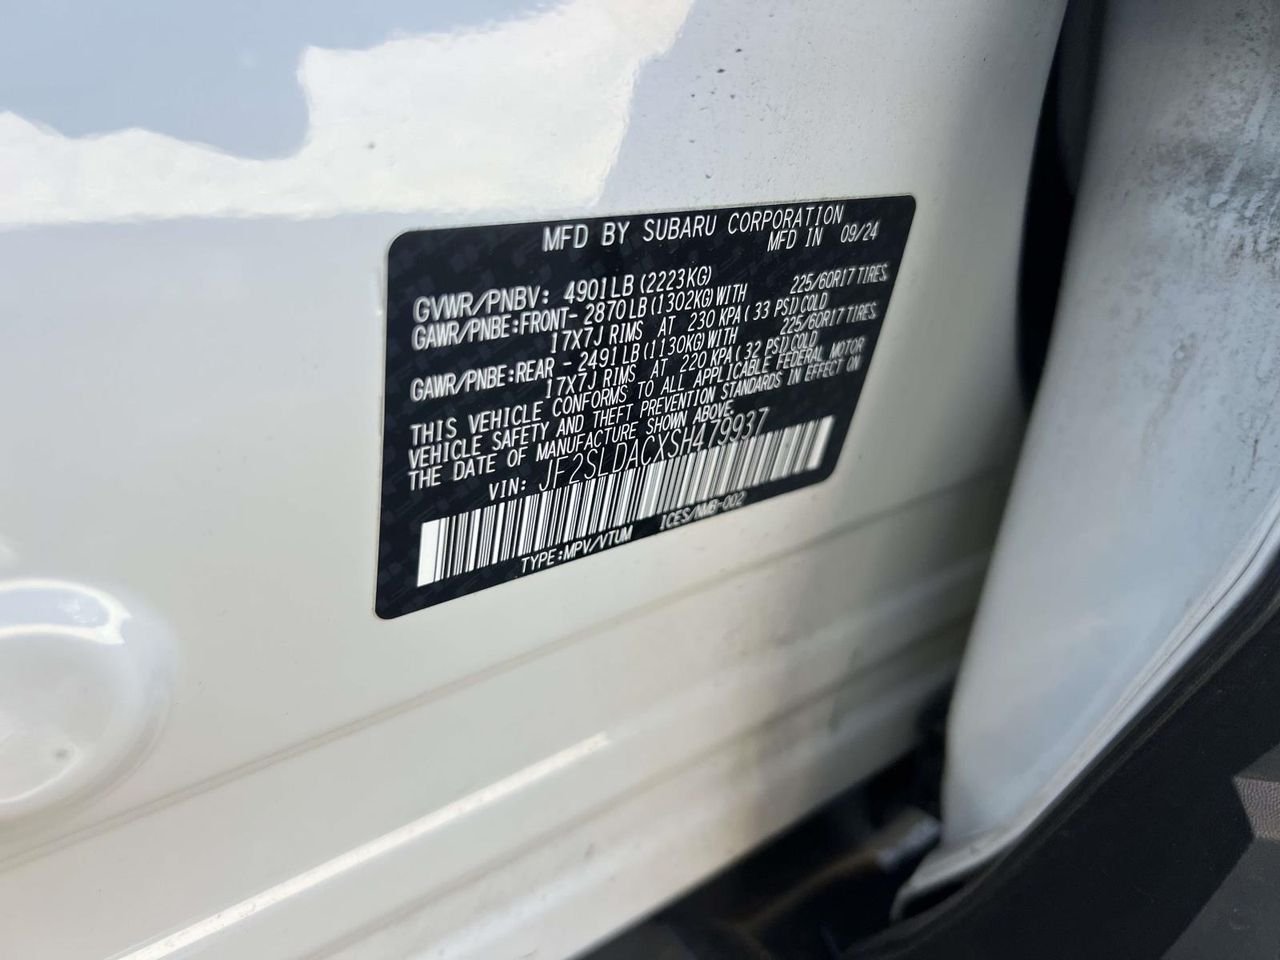 MFD BY SUBARU CORPORATION
MFD IN 09/24
GVWR/PNBV: 4901LB(2223KG)
GAWR/PNBE:FRONT- 2870LB(1302KG)WITH 225/60R17 TIRES,
17X7J RIMS AT 230 KPA(33 PSI)COLD
GAWR/PNBE:REAR - 2491LB(1130KG)WITH 225/60R17 TIRES,
17X7J RIMS AT 220 KPA(32 PSI)COLD
THIS VEHICLE CONFORMS TO ALL APPLICABLE FEDERAL MOTOR
VEHICLE SAFETY AND THEFT PREVENTION STANDARDS IN EFFECT ON
THE DATE OF MANUFACTURE SHOWN ABOVE.
VIN: JF2SLDACXSH479937
TYPE:MPV/VTUM ICES/NMB-002